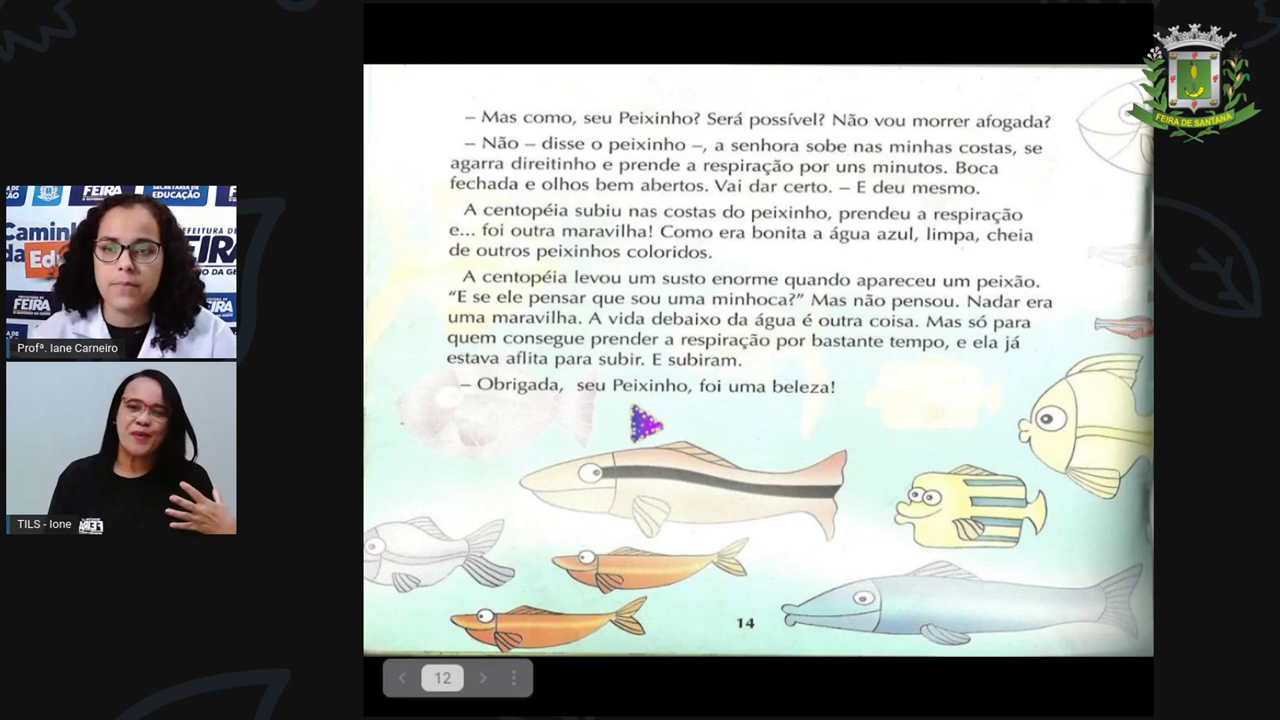 – Mas como, seu Peixinho? Será possível? Não vou morrer afogada?
– Não – disse o peixinho –, a senhora sobe nas minhas costas, se
agarra direitinho e prende a respiração por uns minutos. Boca
fechada e olhos bem abertos. Vai dar certo. – E deu mesmo.
A centopéia subiu nas costas do peixinho, prendeu a respiração
e... foi outra maravilha! Como era bonita a água azul, limpa, cheia
de outros peixinhos coloridos.
A centopéia levou um susto enorme quando apareceu um peixão.
“E se ele pensar que sou uma minhoca?” Mas não pensou. Nadar era
uma maravilha. A vida debaixo da água é outra coisa. Mas só para
quem consegue prender a respiração por bastante tempo, e ela já
estava aflita para subir. E subiram.
– Obrigada, seu Peixinho, foi uma beleza!
14
12
FEIRA DE SANTANA
FEIRA
EDUCAÇÃO
Camin
da Ed
FEIRA
Profª. Iane Carneiro
TILS - Ione